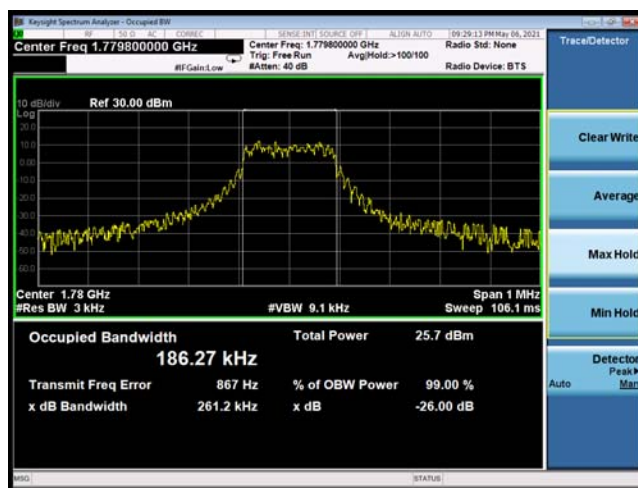 Keysight Spectrum Analyzer - Occupied BW
RF 50 Ω AC CORREC SENSE:INT SOURCE OFF ALIGN AUTO 09:29:13 PM May 06, 2021
Center Freq 1.779800000 GHz
Center Freq: 1.779800000 GHz
Radio Std: None
Trig: Free Run Avg|Hold:>100/100
#IFGain:Low #Atten: 40 dB Radio Device: BTS
Trace/Detector
10 dB/div Ref 30.00 dBm
Log
20.0
10.0
0.00
10.0
20.0
30.0
40.0
50.0
60.0
Center 1.78 GHz Span 1 MHz
#Res BW 3 kHz #VBW 9.1 kHz Sweep 106.1 ms
Occupied Bandwidth Total Power 25.7 dBm
186.27 kHz
Transmit Freq Error 867 Hz % of OBW Power 99.00 %
x dB Bandwidth 261.2 kHz x dB -26.00 dB
Clear Write
Average
Max Hold
Min Hold
Detector
Peak
Auto Man
MSG STATUS